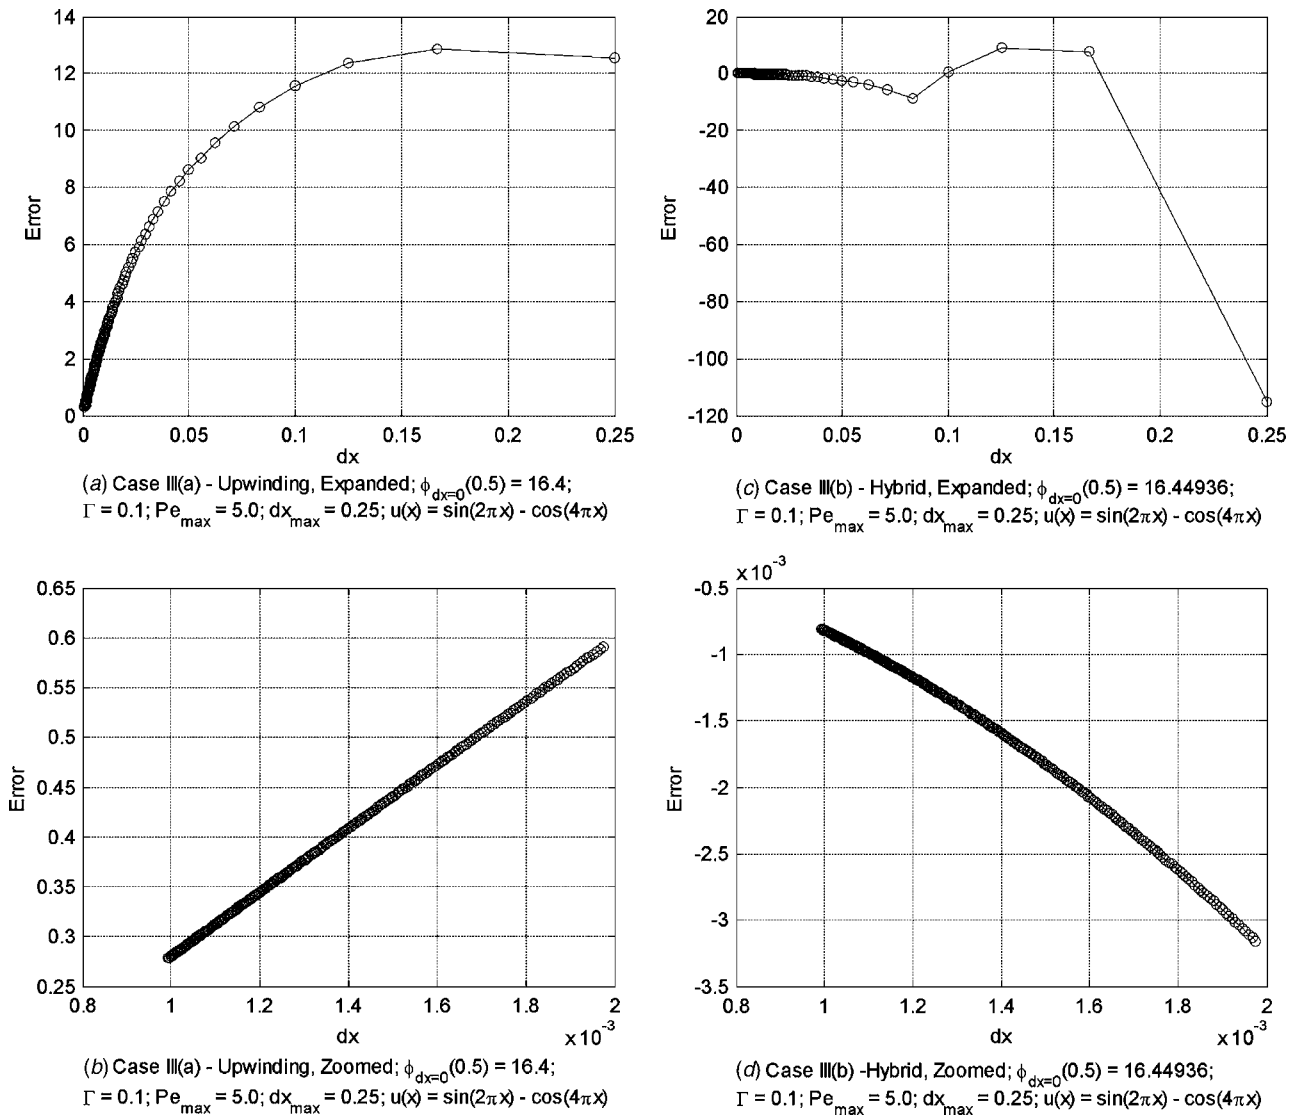 14
12
10
8
6
4
2
0
Error
0 0.05 0.1 0.15 0.2 0.25
dx
(a) Case III(a) - Upwinding, Expanded; ϕdx=0(0.5) = 16.4;
Γ = 0.1; Pemax = 5.0; dxmax = 0.25; u(x) = sin(2πx) - cos(4πx)
20
0
-20
-40
-60
-80
-100
-120
Error
0 0.05 0.1 0.15 0.2 0.25
dx
(c) Case III(b) - Hybrid, Expanded; ϕdx=0(0.5) = 16.44936;
Γ = 0.1; Pemax = 5.0; dxmax = 0.25; u(x) = sin(2πx) - cos(4πx)
0.65
0.6
0.55
0.5
0.45
0.4
0.35
0.3
0.25
Error
0.8 1 1.2 1.4 1.6 1.8 2
dx
x 10-3
(b) Case III(a) - Upwinding, Zoomed; ϕdx=0(0.5) = 16.4;
Γ = 0.1; Pemax = 5.0; dxmax = 0.25; u(x) = sin(2πx) - cos(4πx)
x 10-3
-0.5
-1
-1.5
-2
-2.5
-3
-3.5
Error
0.8 1 1.2 1.4 1.6 1.8 2
dx
x 10-3
(d) Case III(b) -Hybrid, Zoomed; ϕdx=0(0.5) = 16.44936;
Γ = 0.1; Pemax = 5.0; dxmax = 0.25; u(x) = sin(2πx) - cos(4πx)